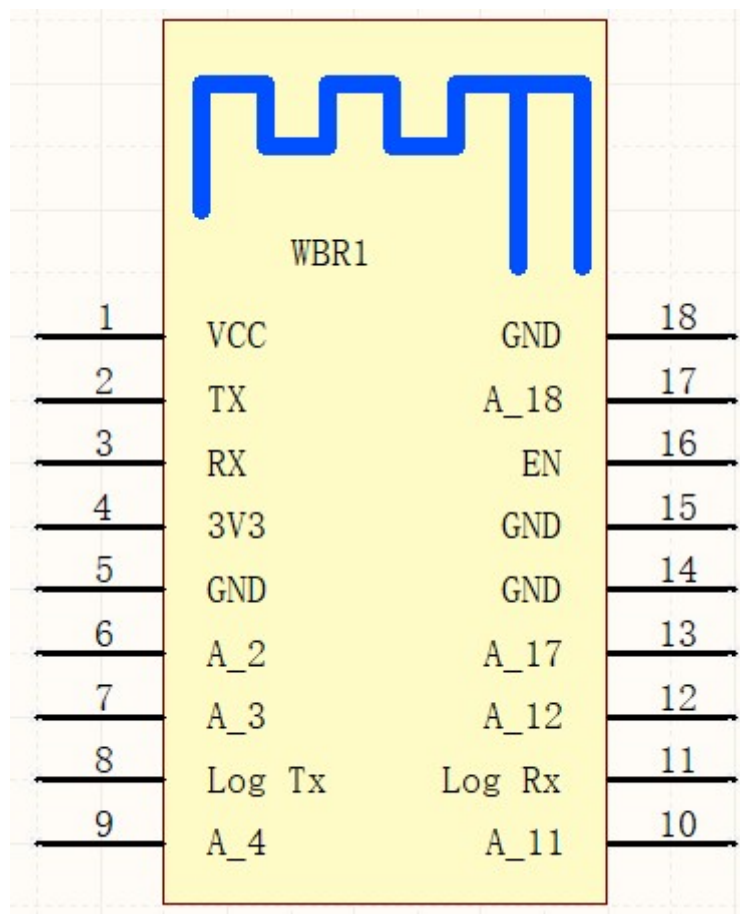 WBR1
1 VCC GND 18
2 TX A_18 17
3 RX EN 16
4 3V3 GND 15
5 GND GND 14
6 A_2 A_17 13
7 A_3 A_12 12
8 Log Tx Log Rx 11
9 A_4 A_11 10